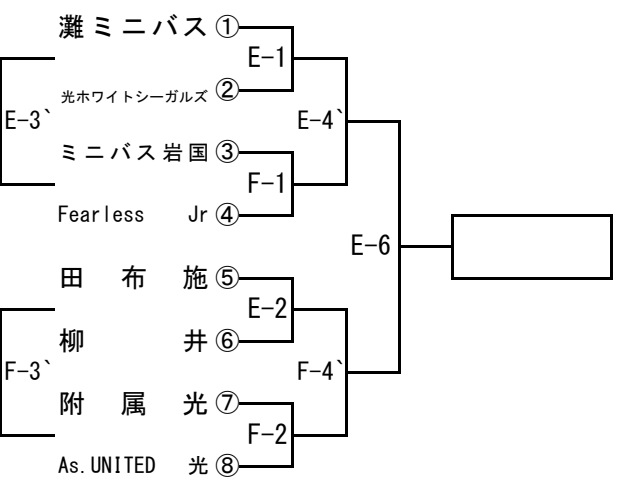 灘ミニバス ①
E-1
光ホワイトシーガルズ ②
E-3` E-4`
ミニバス岩国 ③
F-1
Fearless Jr ④
E-6
田布施 ⑤
E-2
柳井 ⑥
F-3` F-4`
附属光 ⑦
F-2
As.UNITED 光 ⑧